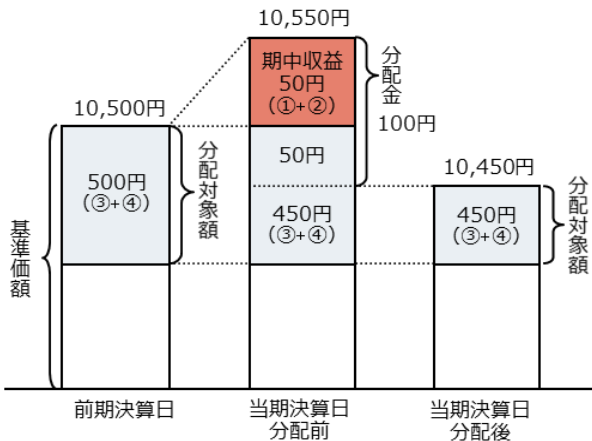 10,550円
期中収益
50円
(①+②)
分配金
100円
10,500円
500円
(③+④)
分配対象額
50円
450円
(③+④)
10,450円
450円
(③+④)
分配対象額
基準価額
前期決算日
当期決算日
分配前
当期決算日
分配後